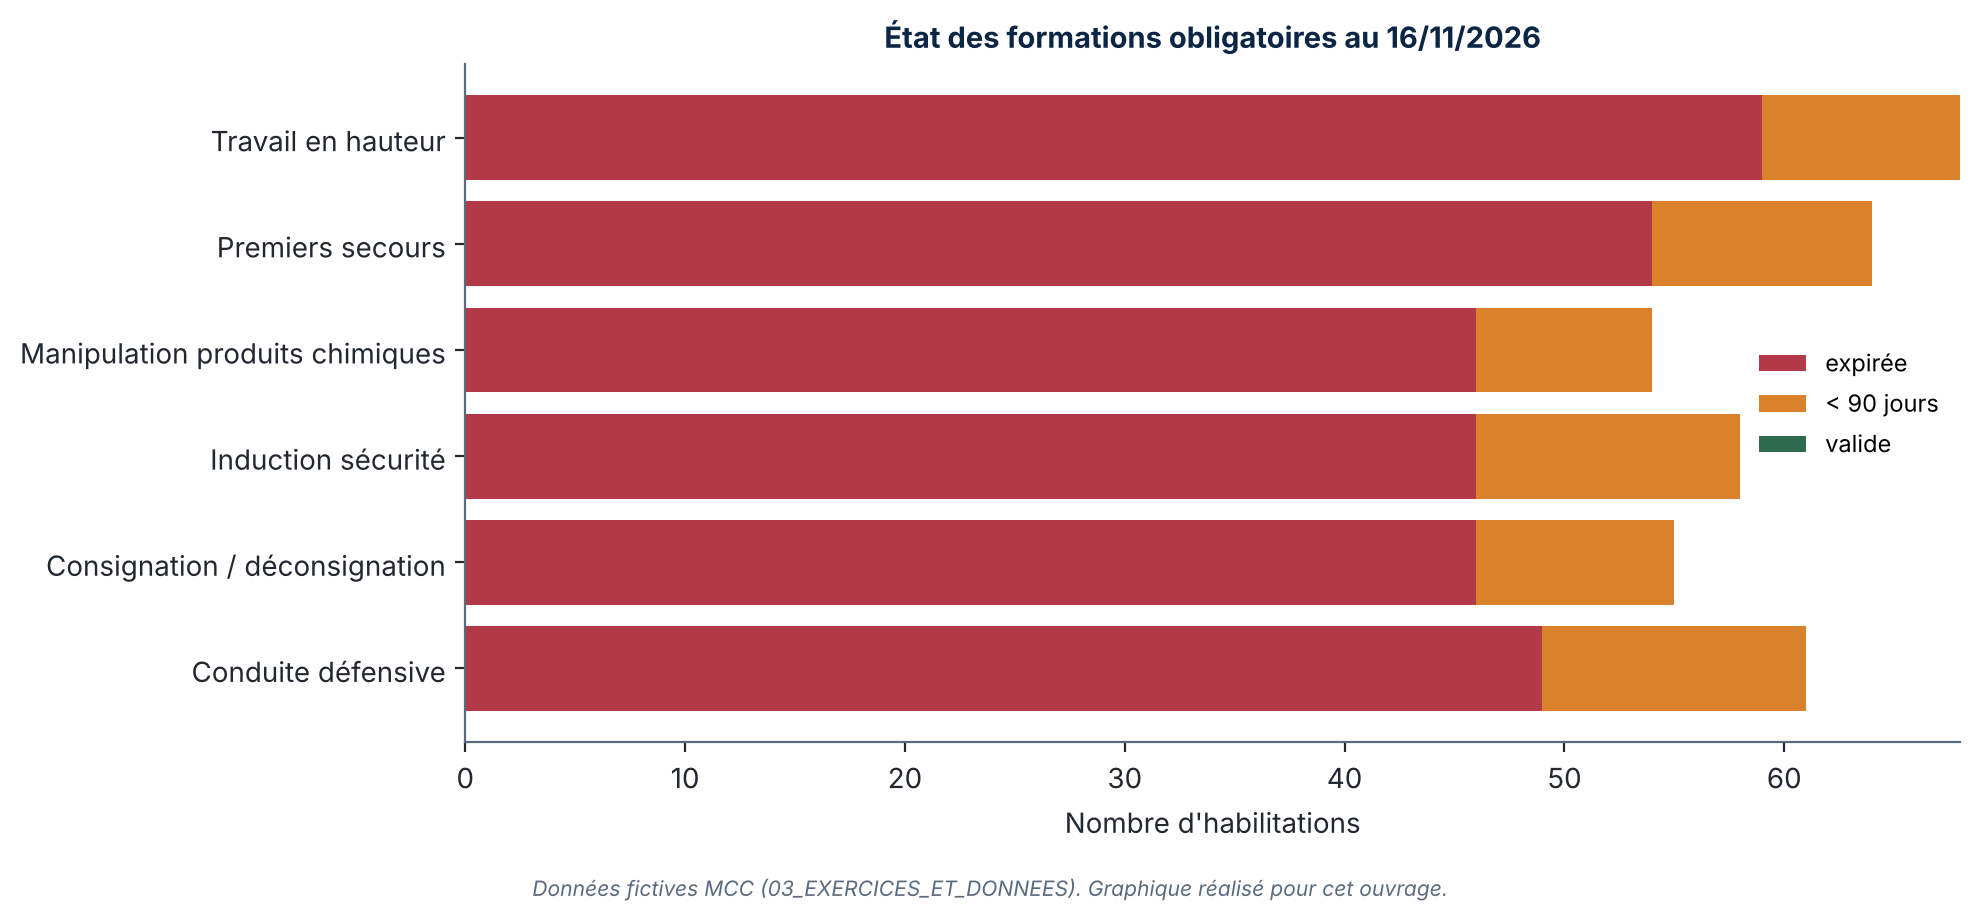 État des formations obligatoires au 16/11/2026
Travail en hauteur
Premiers secours
Manipulation produits chimiques
Induction sécurité
Consignation / déconsignation
Conduite défensive
expirée
< 90 jours
valide
0 10 20 30 40 50 60
Nombre d'habilitations
Données fictives MCC (03_EXERCICES_ET_DONNEES). Graphique réalisé pour cet ouvrage.